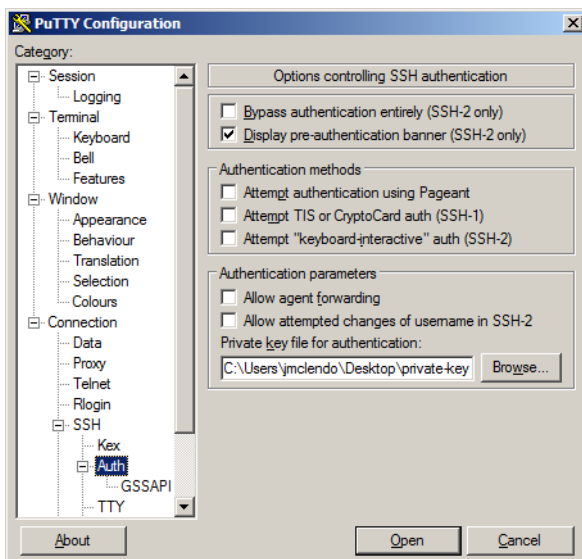 PuTTY Configuration
Category:
Session
Logging
Terminal
Keyboard
Bell
Features
Window
Appearance
Behaviour
Translation
Selection
Colours
Connection
Data
Proxy
Telnet
Rlogin
SSH
Kex
Auth
GSSAPI
TTY
Options controlling SSH authentication
Bypass authentication entirely (SSH-2 only)
Display pre-authentication banner (SSH-2 only)
Authentication methods
Attempt authentication using Pageant
Attempt TIS or CryptoCard auth (SSH-1)
Attempt "keyboard-interactive" auth (SSH-2)
Authentication parameters
Allow agent forwarding
Allow attempted changes of username in SSH-2
Private key file for authentication:
C:\Users\jmclendo\Desktop\private-key
Browse...
About
Open
Cancel